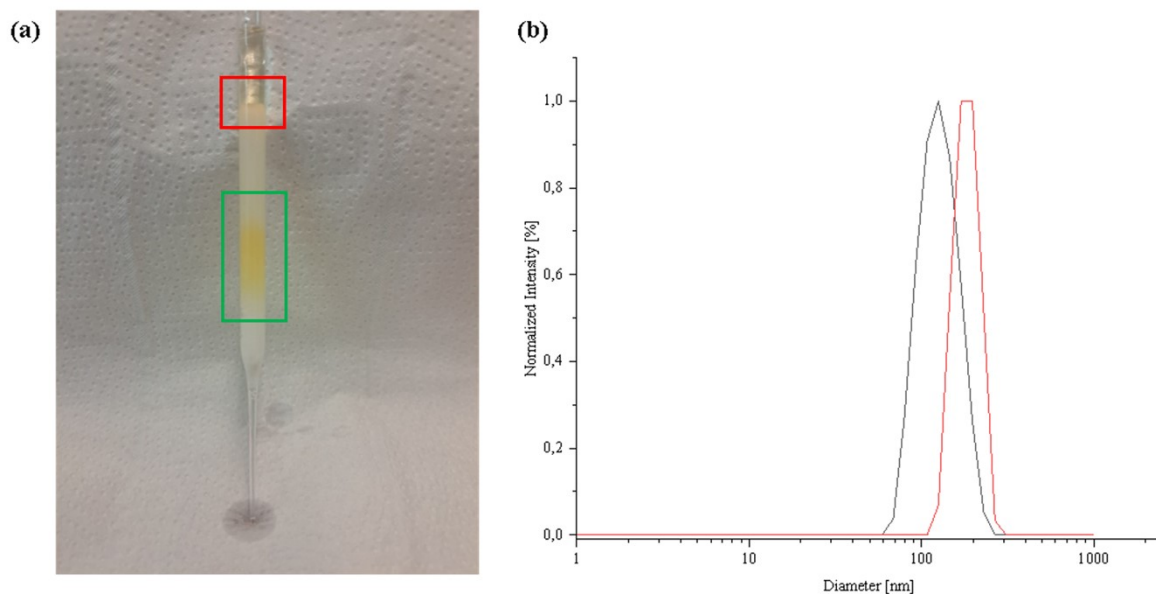 (a)
(b)
1,0
0,8
0,6
0,4
0,2
0,0
Normalized Intensity [%]
1
10
100
1000
Diameter [nm]